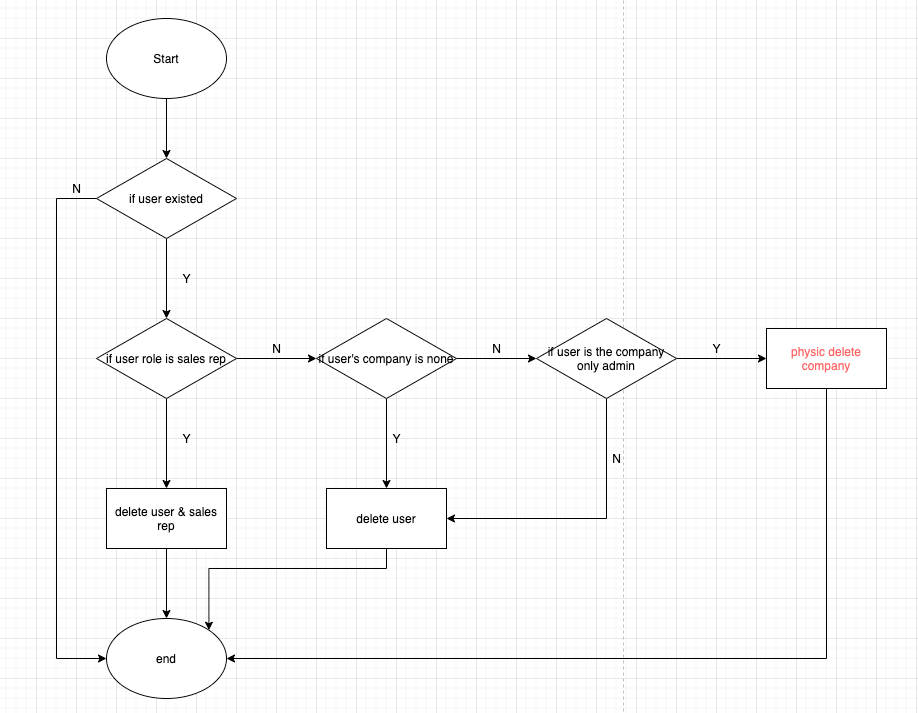 Start
N
if user existed
Y
if user role is sales rep
N
if user's company is none
N
if user is the company
only admin
Y
physic delete
company
Y
Y
N
delete user & sales
rep
delete user
end